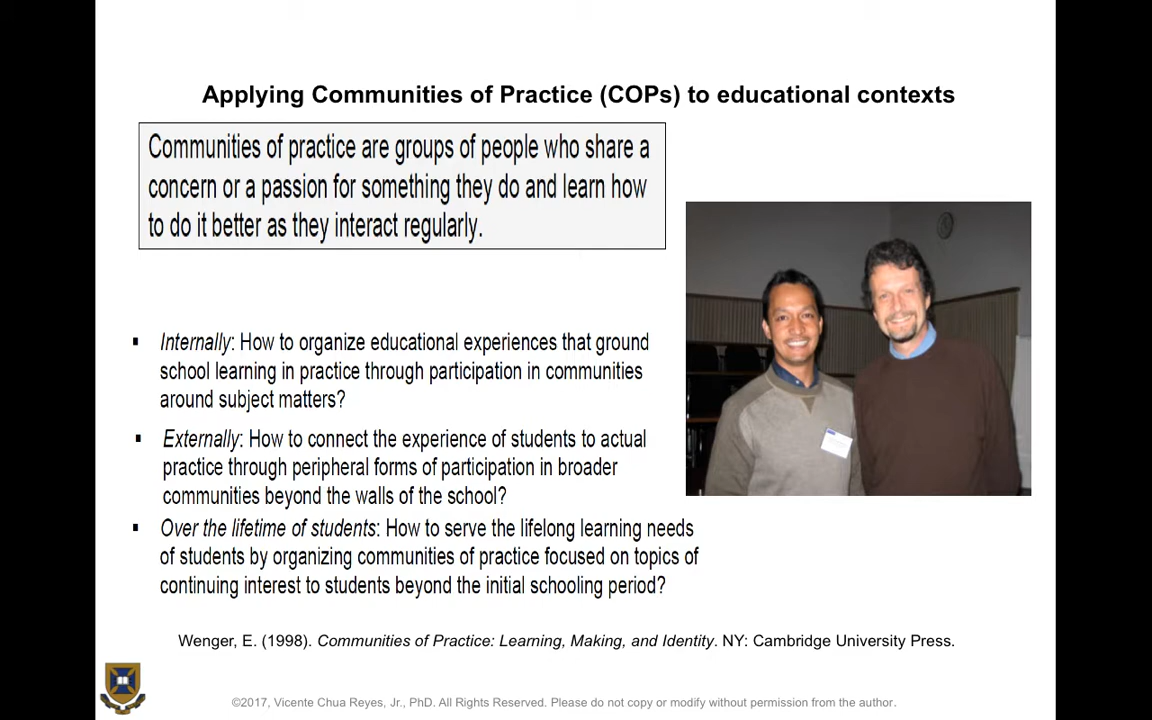 Applying Communities of Practice (COPs) to educational contexts
Communities of practice are groups of people who share a
concern or a passion for something they do and learn how
to do it better as they interact regularly.
▪ Internally: How to organize educational experiences that ground
school learning in practice through participation in communities
around subject matters?
▪ Externally: How to connect the experience of students to actual
practice through peripheral forms of participation in broader
communities beyond the walls of the school?
▪ Over the lifetime of students: How to serve the lifelong learning needs
of students by organizing communities of practice focused on topics of
continuing interest to students beyond the initial schooling period?
Wenger, E. (1998). Communities of Practice: Learning, Making, and Identity. NY: Cambridge University Press.
©2017, Vicente Chua Reyes, Jr., PhD. All Rights Reserved. Please do not copy or modify without permission from the author.